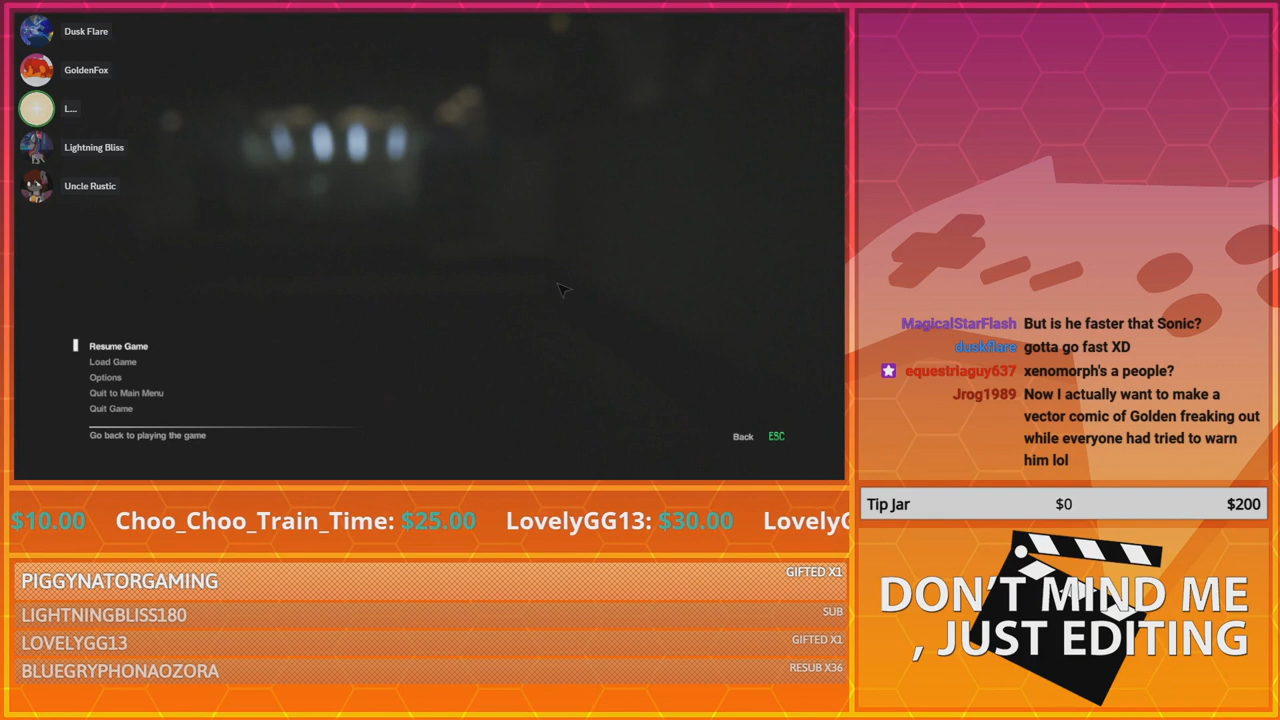 Dusk Flare
GoldenFox
L...
Lightning Bliss
Uncle Rustic
Resume Game
Load Game
Options
Quit to Main Menu
Quit Game
Go back to playing the game
Back ESC
MagicalStarFlash But is he faster that Sonic?
duskflare gotta go fast XD
equestriaguy637 xenomorph's a people?
Jrog1989 Now I actually want to make a
vector comic of Golden freaking out
while everyone had tried to warn
him lol
Tip Jar $0 $200
$10.00 Choo_Choo_Train_Time: $25.00 LovelyGG13: $30.00 LovelyG
PIGGYNATORGAMING GIFTED X1
LIGHTNINGBLISS180 SUB
LOVELYGG13 GIFTED X1
BLUEGRYPHONAOZORA RESUB X36
DON'T MIND ME
, JUST EDITING